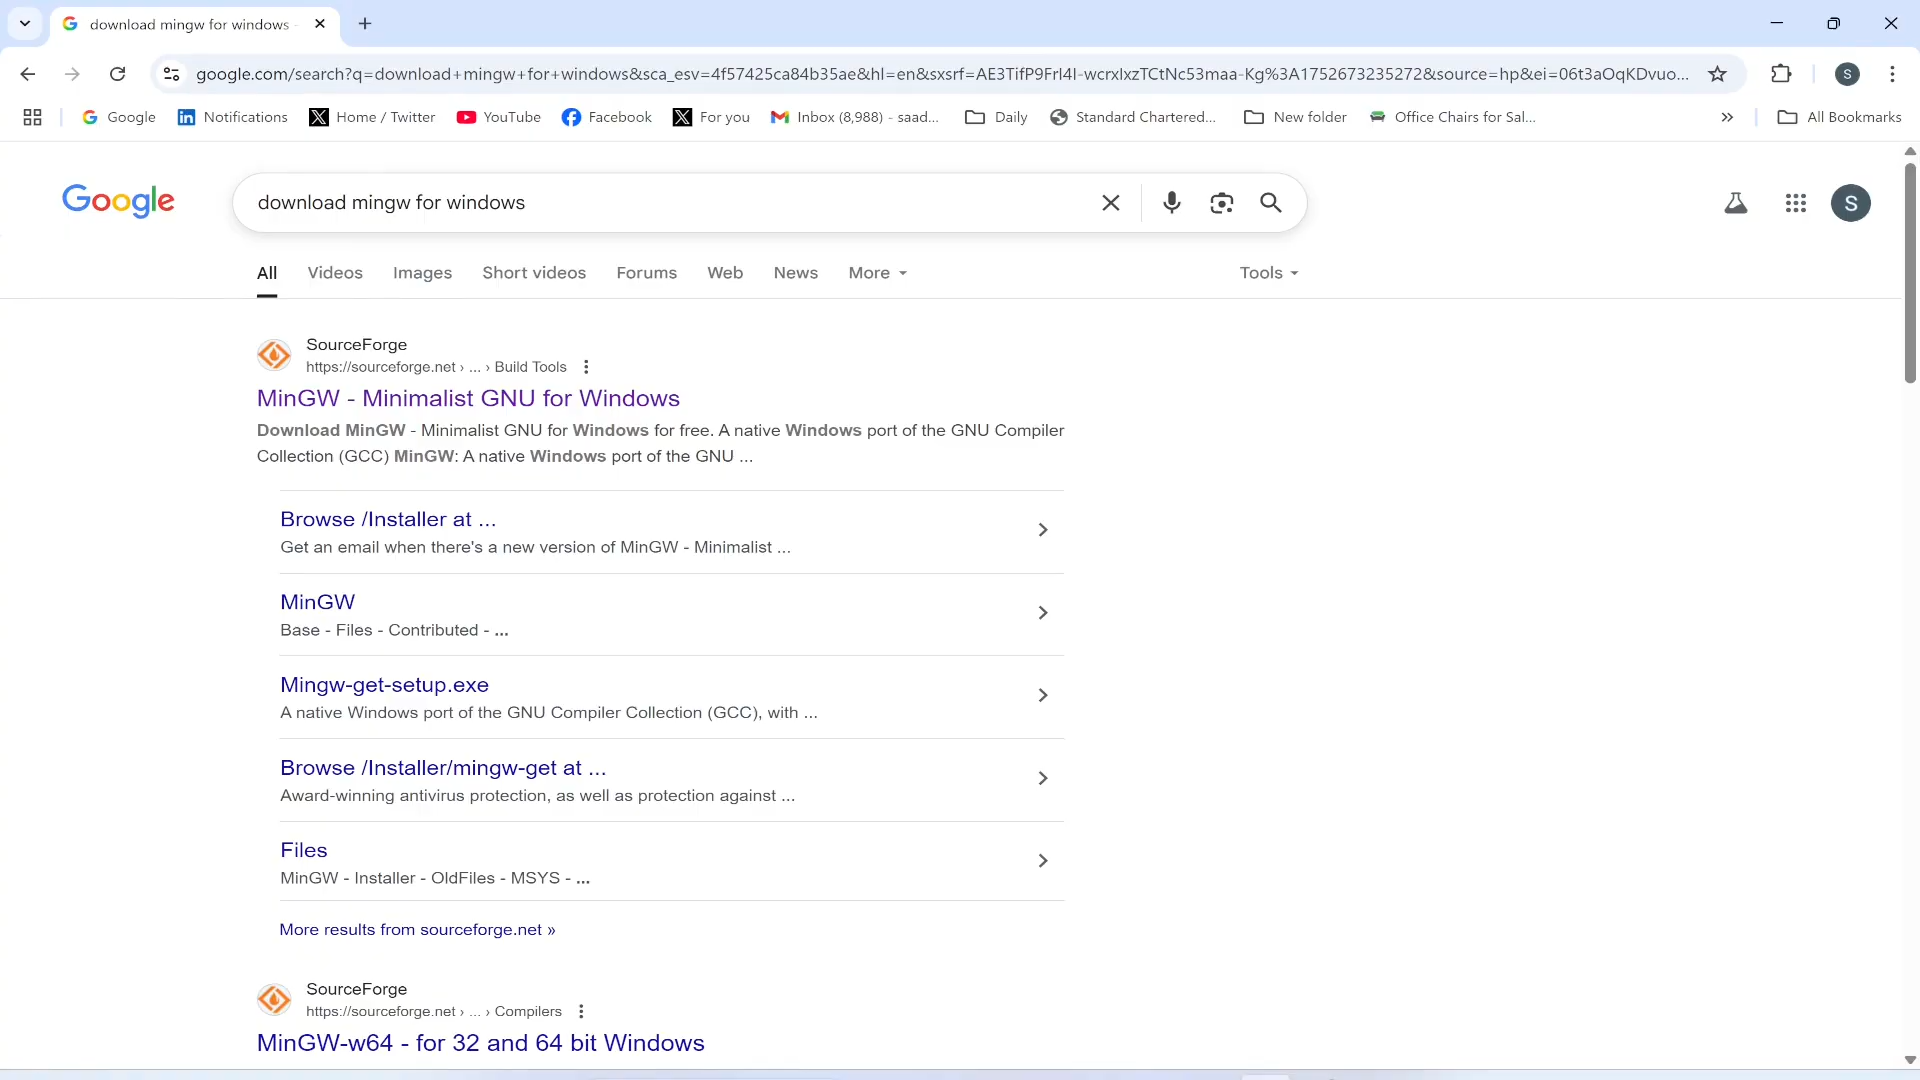 download mingw for windows -
google.com/search?q=download+mingw+for+windows&sca_esv=4f57425ca84b35ae&hl=en&sxsrf=AE3TifP9FrI4I-wcrxIxzTCtNc53maa-Kg%3A1752673235272&source=hp&ei=06t3aOqKDvuo...
S
Google
Notifications
Home / Twitter
YouTube
Facebook
For you
Inbox (8,988) - saad...
Daily
Standard Chartered...
New folder
Office Chairs for Sal...
All Bookmarks
Google
download mingw for windows
S
All
Videos
Images
Short videos
Forums
Web
News
More
Tools
SourceForge
https://sourceforge.net › ... › Build Tools
MinGW - Minimalist GNU for Windows
Download MinGW - Minimalist GNU for Windows for free. A native Windows port of the GNU Compiler
Collection (GCC) MinGW: A native Windows port of the GNU ...
Browse /Installer at ...
Get an email when there's a new version of MinGW - Minimalist ...
MinGW
Base - Files - Contributed - ...
Mingw-get-setup.exe
A native Windows port of the GNU Compiler Collection (GCC), with ...
Browse /Installer/mingw-get at ...
Award-winning antivirus protection, as well as protection against ...
Files
MinGW - Installer - OldFiles - MSYS - ...
More results from sourceforge.net »
SourceForge
https://sourceforge.net › ... › Compilers
MinGW-w64 - for 32 and 64 bit Windows